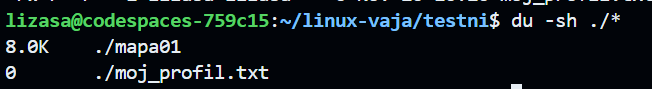 lizasa@codespaces-759c15:~/linux-vaja/testni$ du -sh ./*
8.0K    ./mapa01
0       ./moj_profil.txt